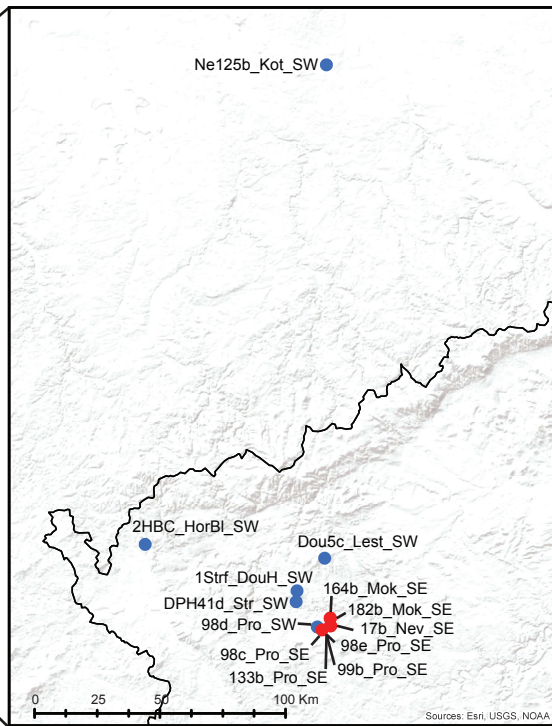 Ne125b_Kot_SW
2HBC_HorBl_SW
Dou5c_Lest_SW
1Strf_DouH_SW
164b_Mok_SE
DPH41d_Str_SW
182b_Mok_SE
98d_Pro_SW
17b_Nev_SE
98e_Pro_SE
98c_Pro_SE
99b_Pro_SE
133b_Pro_SE
0 25 50 100 Km
Sources: Esri, USGS, NOAA